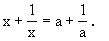 x + 1/x = a + 1/a .